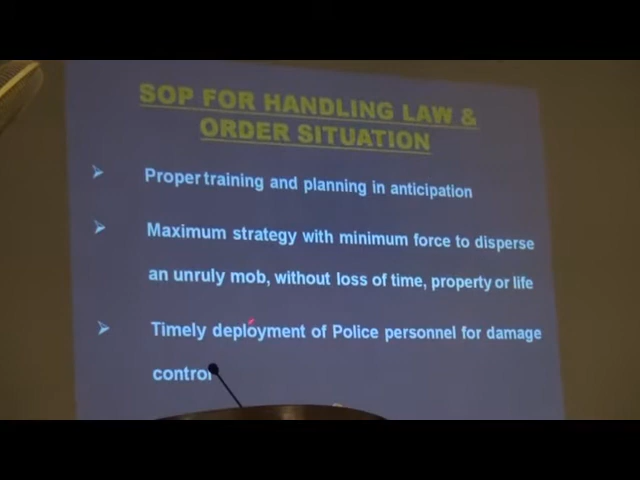 SOP FOR HANDLING LAW &
ORDER SITUATION
➢ Proper training and planning in anticipation
➢ Maximum strategy with minimum force to disperse
an unruly mob, without loss of time, property or life
➢ Timely deployment of Police personnel for damage
control